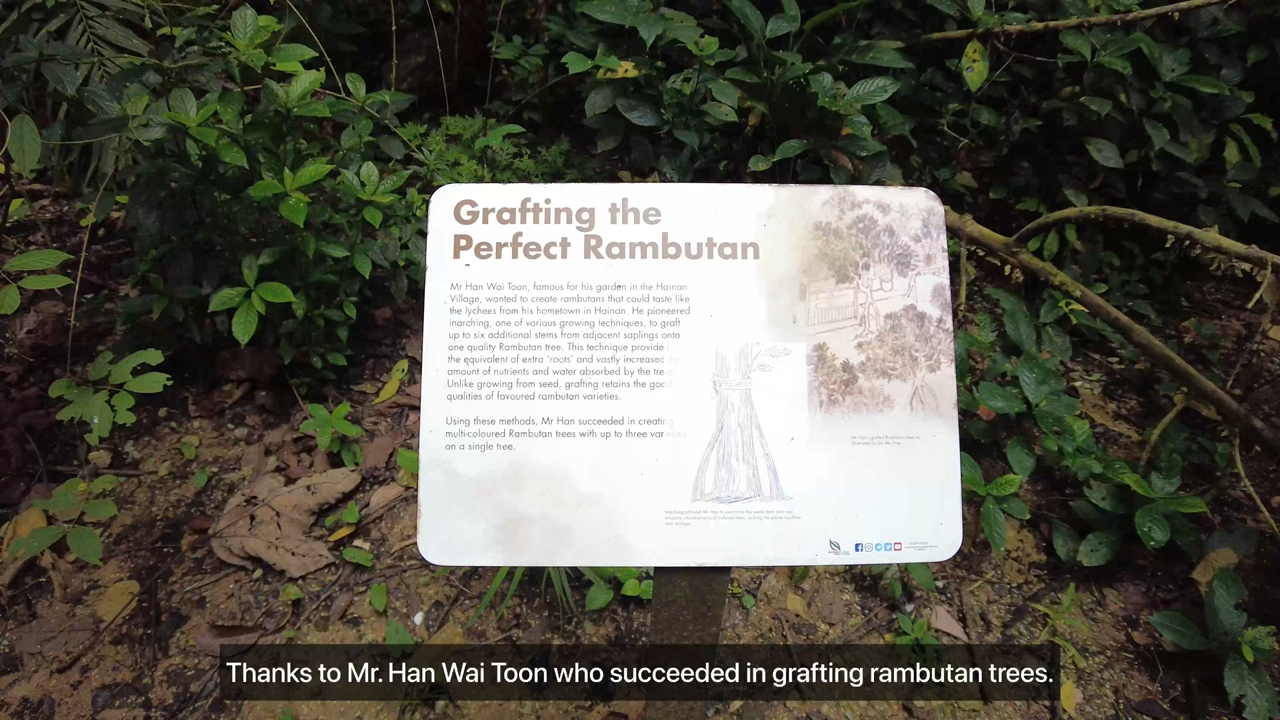 Grafting the
Perfect Rambutan
Mr Han Wai Toon, famous for his garden in the Hainan
Village, wanted to create rambutans that could taste like
the lychees from his hometown in Hainan. He pioneered
inarching, one of various growing techniques, to graft
up to six additional stems from adjacent saplings onto
one quality Rambutan tree. This technique provide
the equivalent of extra 'roots' and vastly increased the
amount of nutrients and water absorbed by the tree
Unlike growing from seed, grafting retains the good
qualities of favoured rambutan varieties.
Using these methods, Mr Han succeeded in creating
multi-coloured Rambutan trees with up to three varieties
on a single tree.
Thanks to Mr. Han Wai Toon who succeeded in grafting rambutan trees.